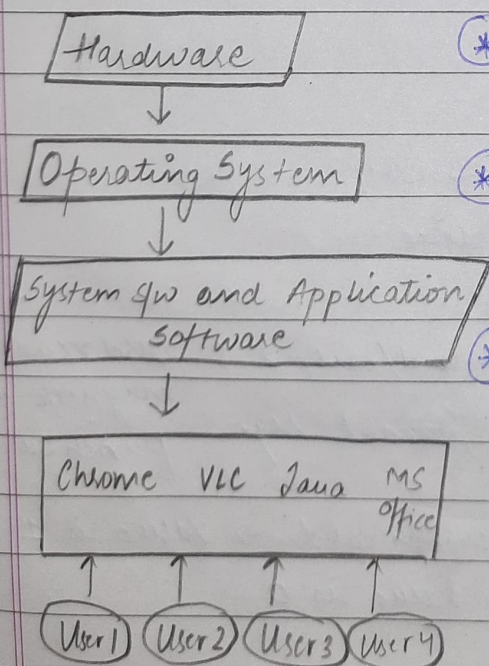 Hardware
Operating System
System S/W and Application
Software
Chrome VLC Java MS
Office
User1 User2 User3 User4